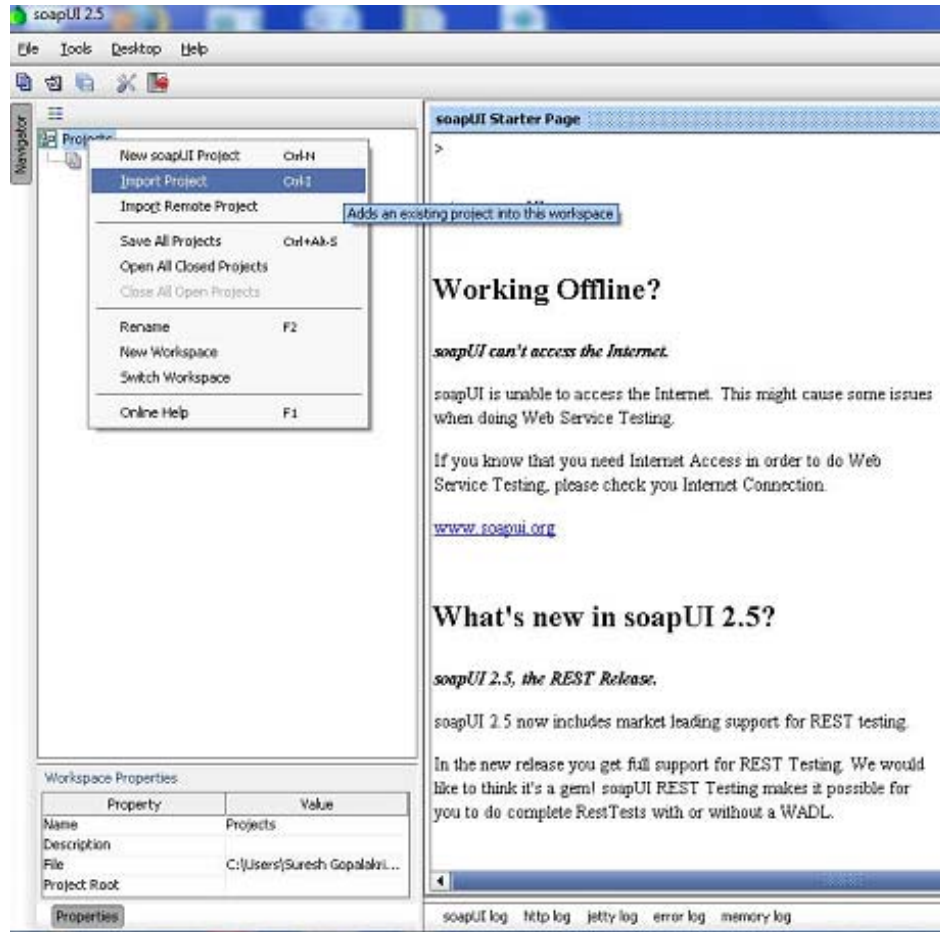 soapUI 2.5
File Tools Desktop Help
Navigator
Projects
New soapUI Project Ctrl-N
Import Project Ctrl-I
Import Remote Project
Adds an existing project into this workspace
Save All Projects Ctrl+Alt-S
Open All Closed Projects
Close All Open Projects
Rename F2
New Workspace
Switch Workspace
Online Help F1
soapUI Starter Page
>
Working Offline?
soapUI can't access the Internet.
soapUI is unable to access the Internet. This might cause some issues
when doing Web Service Testing.
If you know that you need Internet Access in order to do Web
Service Testing, please check you Internet Connection.
www.soapui.org
What's new in soapUI 2.5?
soapUI 2.5, the REST Release.
soapUI 2.5 now includes market leading support for REST testing.
In the new release you get full support for REST Testing. We would
like to think it's a gem! soapUI REST Testing makes it possible for
you to do complete RestTests with or without a WADL.
Workspace Properties
Property Value
Name Projects
Description
File C:\Users\Suresh Gopalakri...
Project Root
Properties
soapUI log http log jetty log error log memory log